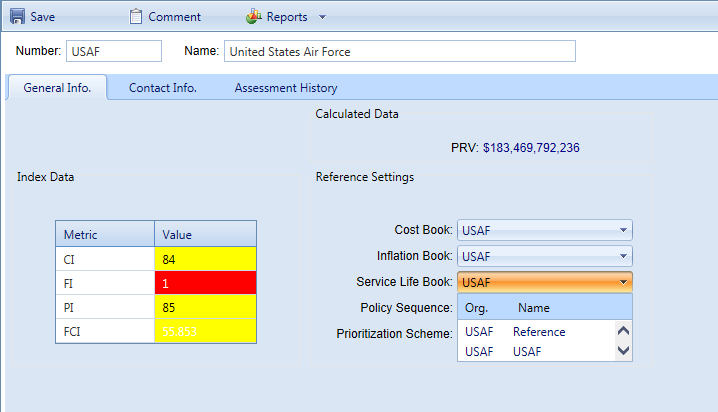 Save Comment Reports
Number: USAF Name: United States Air Force
General Info. Contact Info. Assessment History
Calculated Data
PRV: $183,469,792,236
Index Data Reference Settings
Metric Value
CI 84
FI 1
PI 85
FCI 55.853
Cost Book: USAF
Inflation Book: USAF
Service Life Book: USAF
Policy Sequence: Org. Name
Prioritization Scheme: USAF Reference
USAF USAF